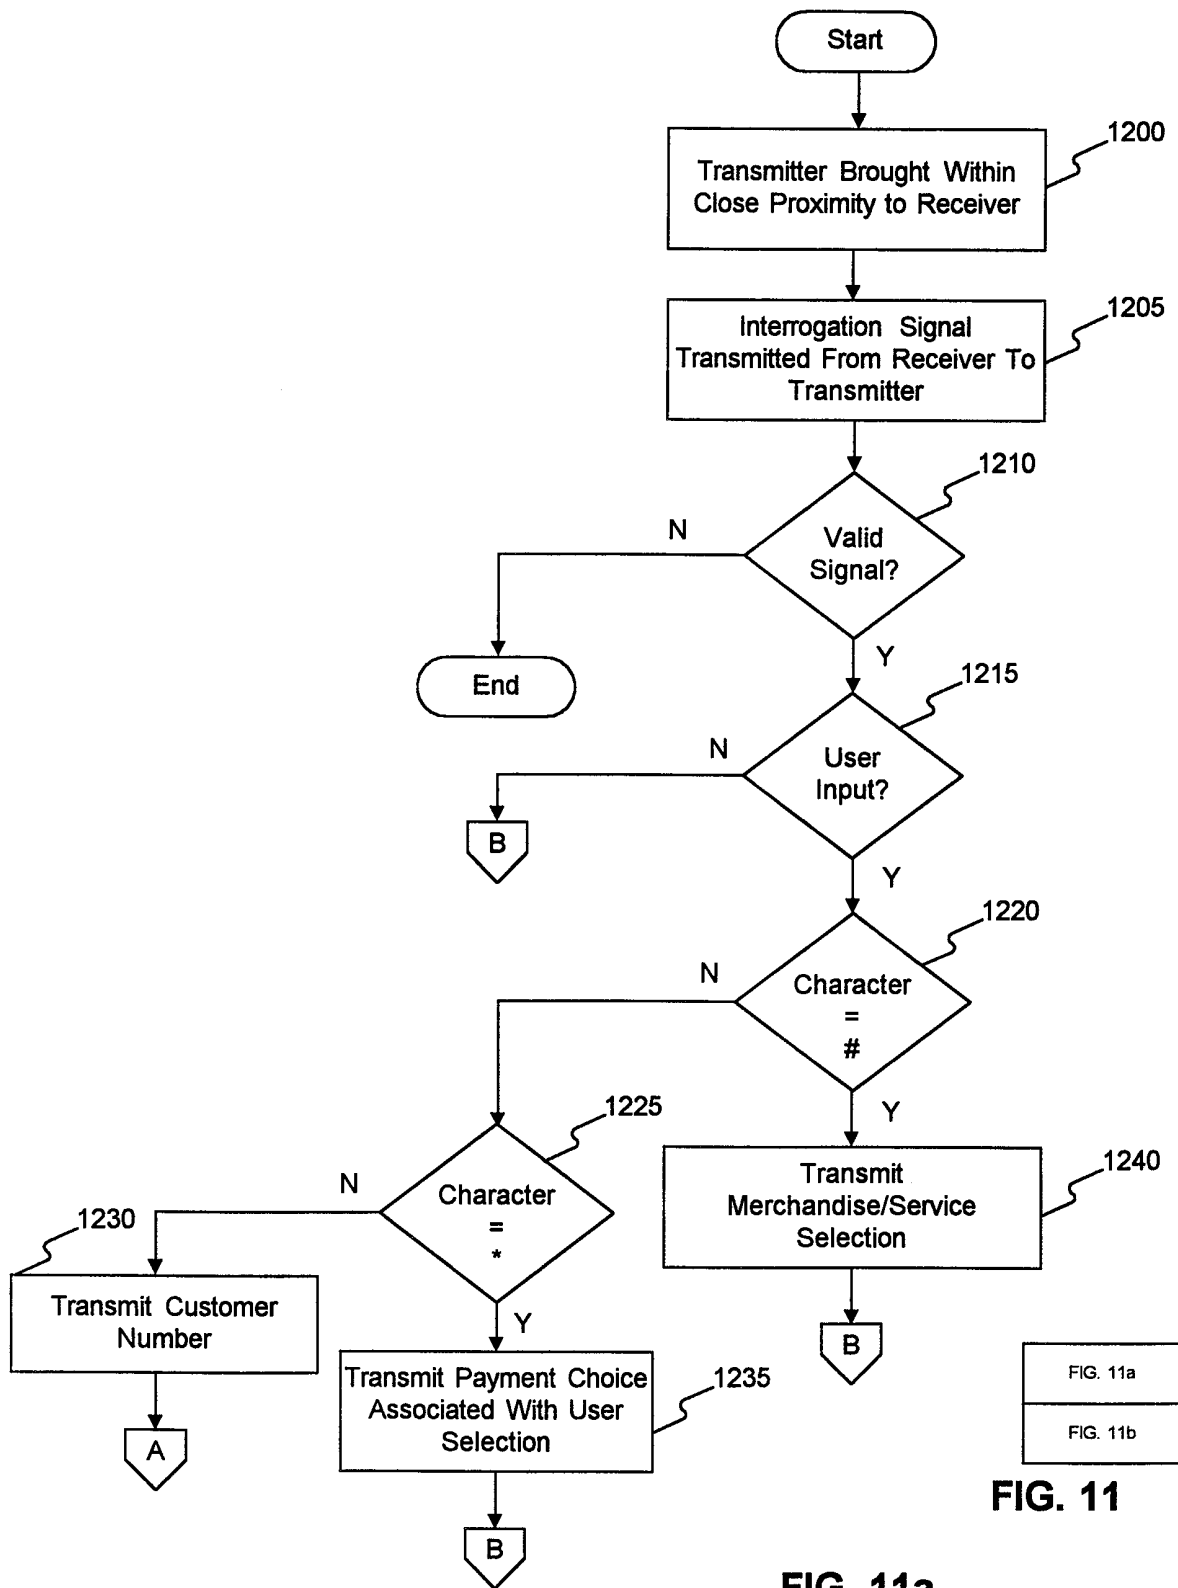 Start
1200
Transmitter Brought Within
Close Proximity to Receiver
1205
Interrogation Signal
Transmitted From Receiver To
Transmitter
1210
N
Valid
Signal?
Y
End
1215
N
User
Input?
B
Y
1220
N
Character
=
#
Y
1225
N
Character
=
*
Y
1240
Transmit
Merchandise/Service
Selection
1230
Transmit Customer
Number
B
1235
Transmit Payment Choice
Associated With User
Selection
A
B
FIG. 11a
FIG. 11b
FIG. 11
FIG. 11a